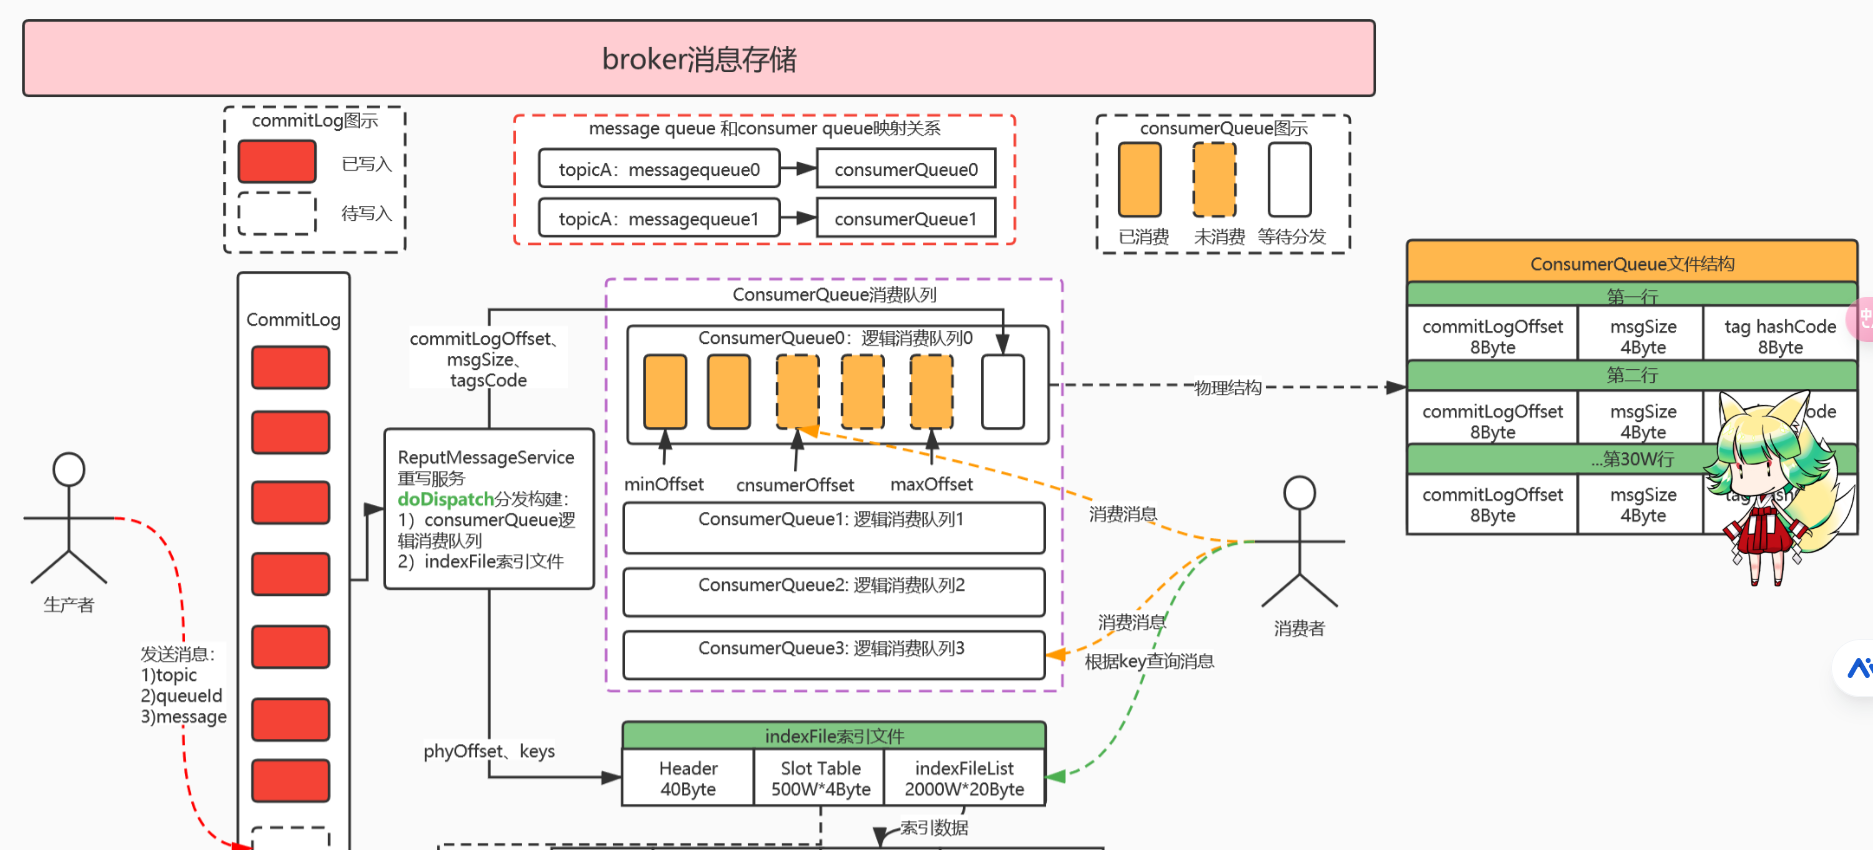 broker消息存储
commitLog图示
已写入
待写入
message queue 和consumer queue映射关系
topicA：messagequeue0
consumerQueue0
topicA：messagequeue1
consumerQueue1
consumerQueue图示
已消费
未消费
等待分发
CommitLog
commitLogOffset、
msgSize、
tagsCode
ConsumerQueue消费队列
ConsumerQueue0：逻辑消费队列0
minOffset
cnsumerOffset
maxOffset
ConsumerQueue1: 逻辑消费队列1
ConsumerQueue2: 逻辑消费队列2
ConsumerQueue3: 逻辑消费队列3
物理结构
ConsumerQueue文件结构
第一行
commitLogOffset
8Byte
msgSize
4Byte
tag hashCode
8Byte
第二行
commitLogOffset
8Byte
msgSize
4Byte
ode
...第30W行
commitLogOffset
8Byte
msgSize
4Byte
ReputMessageService
重写服务
doDispatch分发构建：
1）consumerQueue逻
辑消费队列
2）indexFile索引文件
生产者
发送消息：
1)topic
2)queueId
3)message
消费消息
消费消息
根据key查询消息
消费者
phyOffset、keys
indexFile索引文件
Header
40Byte
Slot Table
500W*4Byte
indexFileList
2000W*20Byte
索引数据